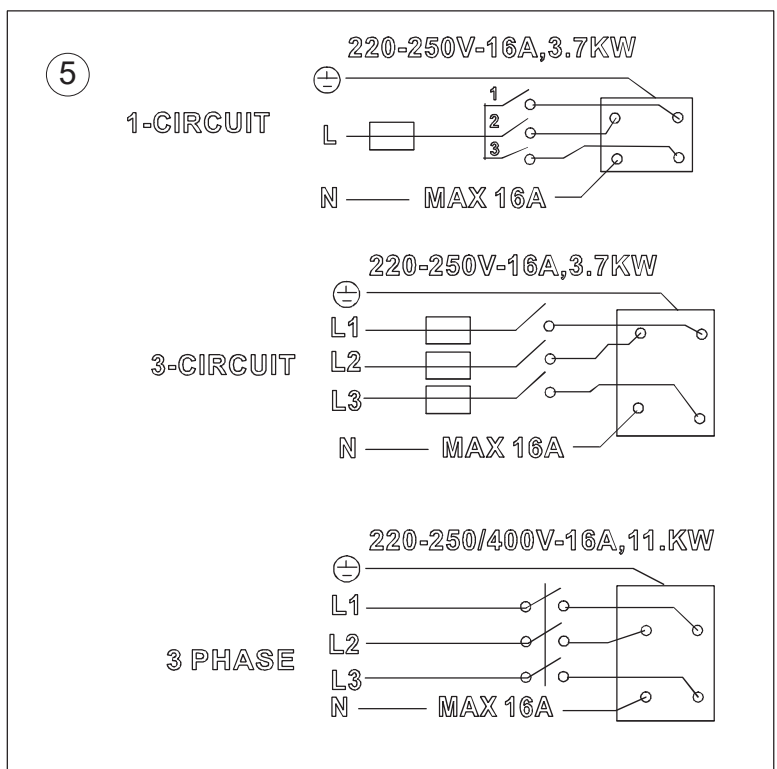 5
220-250V-16A,3.7KW
1-CIRCUIT
L
1
2
3
N MAX 16A
220-250V-16A,3.7KW
3-CIRCUIT
L1
L2
L3
N MAX 16A
220-250/400V-16A,11.KW
3 PHASE
L1
L2
L3
N MAX 16A